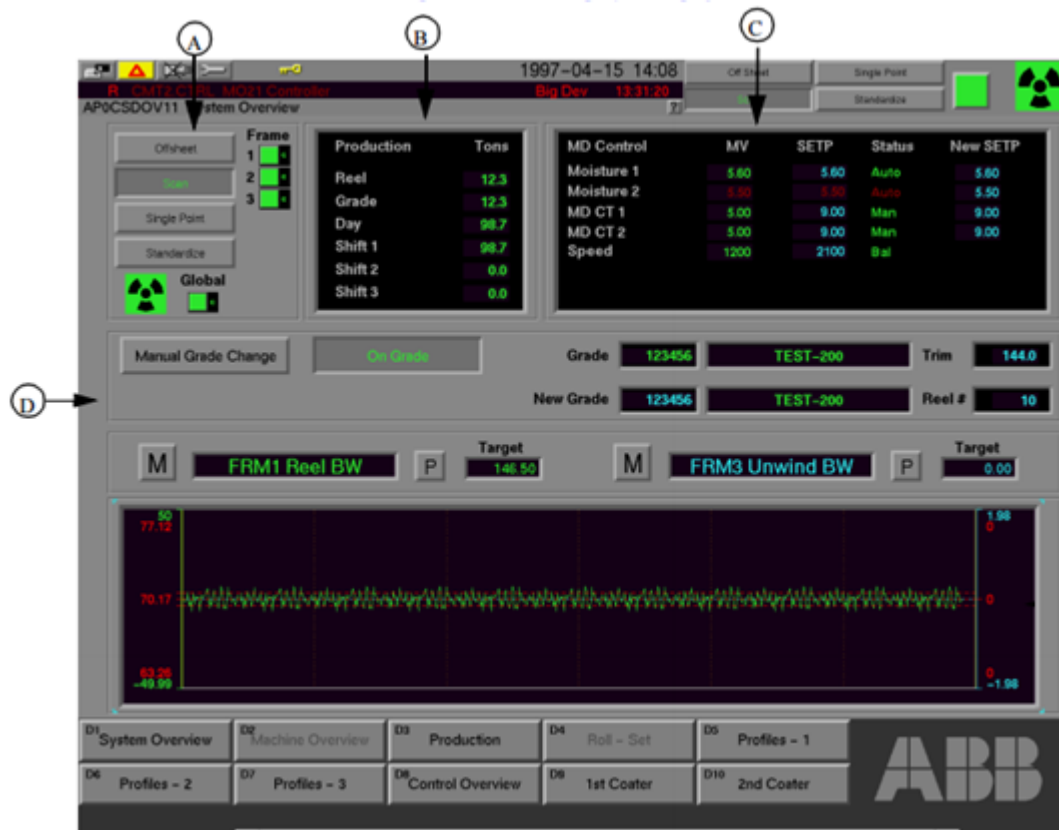 A
B
C
1997-04-15 14:08
R CMT2 CTRL MO21 Controller
Big Dev 13:31:20
AP0CSDOV11 System Overview
?
Off Sheet
Single Point
Standardize
Offsheet
Scan
Single Point
Standardize
Frame
1
2
3
Global
Production Tons
Reel 12.3
Grade 12.3
Day 98.7
Shift 1 98.7
Shift 2 0.0
Shift 3 0.0
MD Control MV SETP Status New SETP
Moisture 1 5.60 5.60 Auto 5.60
Moisture 2 5.50 5.50 Auto 5.50
MD CT 1 5.00 9.00 Man 9.00
MD CT 2 5.00 9.00 Man 9.00
Speed 1200 2100 Bal
D
Manual Grade Change
On Grade
Grade 123456 TEST-200 Trim 144.0
New Grade 123456 TEST-200 Reel # 10
M FRM1 Reel BW P Target 146.50
M FRM3 Unwind BW P Target 0.00
50
77.12
70.17
63.26
-49.99
1.98
0
0
0
-1.98
D1 System Overview
D2 Machine Overview
D3 Production
D4 Roll - Set
D5 Profiles - 1
D6 Profiles - 2
D7 Profiles - 3
D8 Control Overview
D9 1st Coater
D10 2nd Coater
ABB